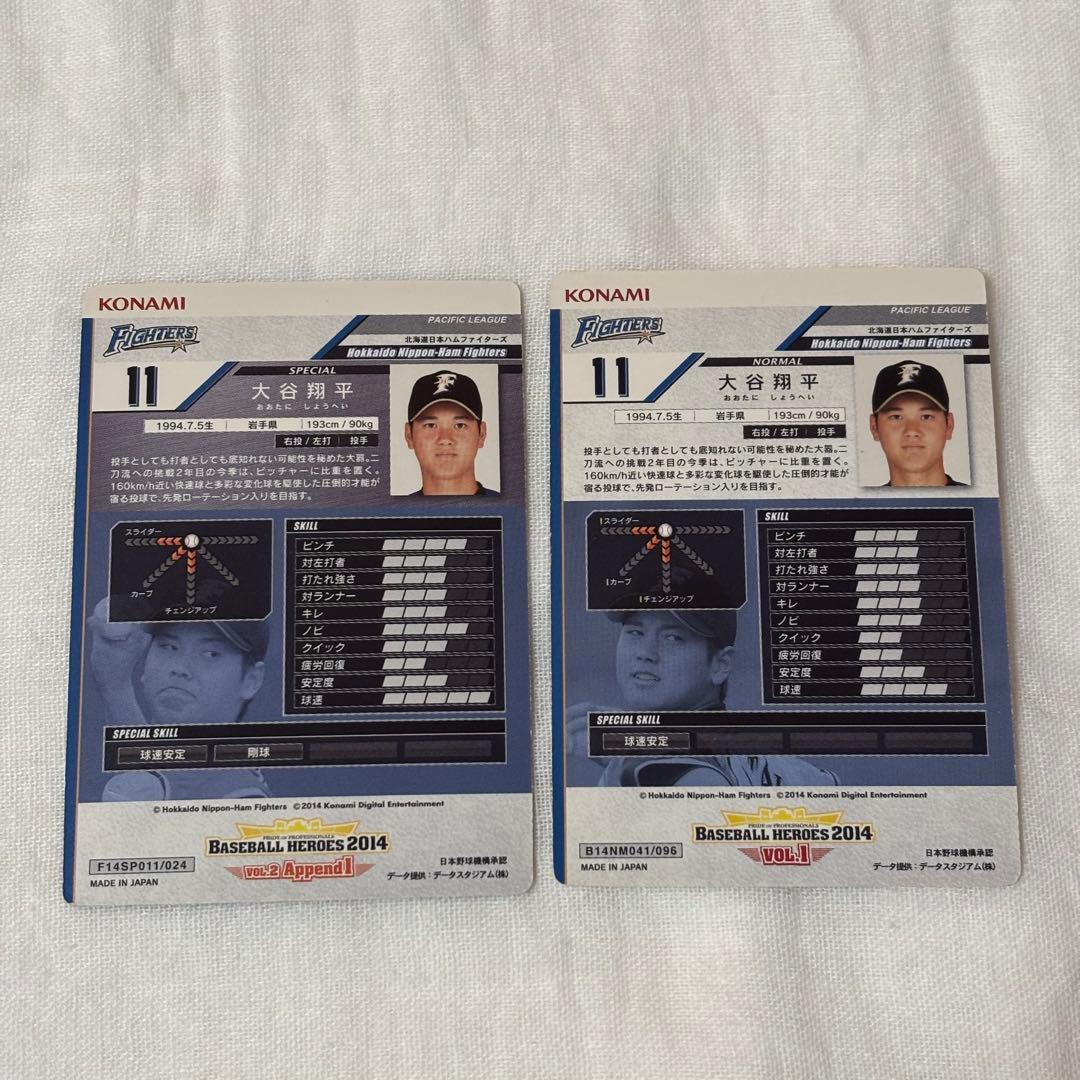 KONAMI
PACIFIC LEAGUE
FIGHTERS
北海道日本ハムファイターズ
Hokkaido Nippon-Ham Fighters
11
SPECIAL
大谷翔平
おおたに しょうへい
1994.7.5生 岩手県 193cm / 90kg
右投 / 左打 投手
投手としても打者としても底知れない可能性を秘めた大器。二
刀流への挑戦2年目の今季は、ピッチャーに比重を置く。
160km/h近い快速球と多彩な変化球を駆使した圧倒的才能が
宿る投球で、先発ローテーション入りを目指す。
スライダー
カーブ
チェンジアップ
SKILL
ピンチ
対左打者
打たれ強さ
対ランナー
キレ
ノビ
クイック
疲労回復
安定度
球速
SPECIAL SKILL
球速安定 剛球
© Hokkaido Nippon-Ham Fighters © 2014 Konami Digital Entertainment
PRIDE OF PROFESSIONALS
BASEBALL HEROES 2014
VOL.2 Append 1
F14SP011/024
MADE IN JAPAN
日本野球機構承認
データ提供：データスタジアム(株)
KONAMI
PACIFIC LEAGUE
FIGHTERS
北海道日本ハムファイターズ
Hokkaido Nippon-Ham Fighters
11
NORMAL
大谷翔平
おおたに しょうへい
1994.7.5生 岩手県 193cm / 90kg
右投 / 左打 投手
投手としても打者としても底知れない可能性を秘めた大器。二
刀流への挑戦2年目の今季は、ピッチャーに比重を置く。
160km/h近い快速球と多彩な変化球を駆使した圧倒的才能が
宿る投球で、先発ローテーション入りを目指す。
スライダー
カーブ
チェンジアップ
SKILL
ピンチ
対左打者
打たれ強さ
対ランナー
キレ
ノビ
クイック
疲労回復
安定度
球速
SPECIAL SKILL
球速安定
© Hokkaido Nippon-Ham Fighters © 2014 Konami Digital Entertainment
PRIDE OF PROFESSIONALS
BASEBALL HEROES 2014
VOL.1
B14NM041/096
MADE IN JAPAN
日本野球機構承認
データ提供：データスタジアム(株)